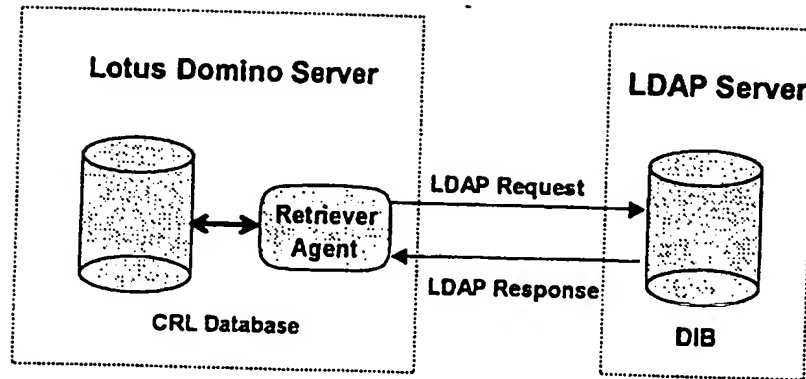 Lotus Domino Server
LDAP Server
LDAP Request
Retriever
Agent
LDAP Response
CRL Database
DIB